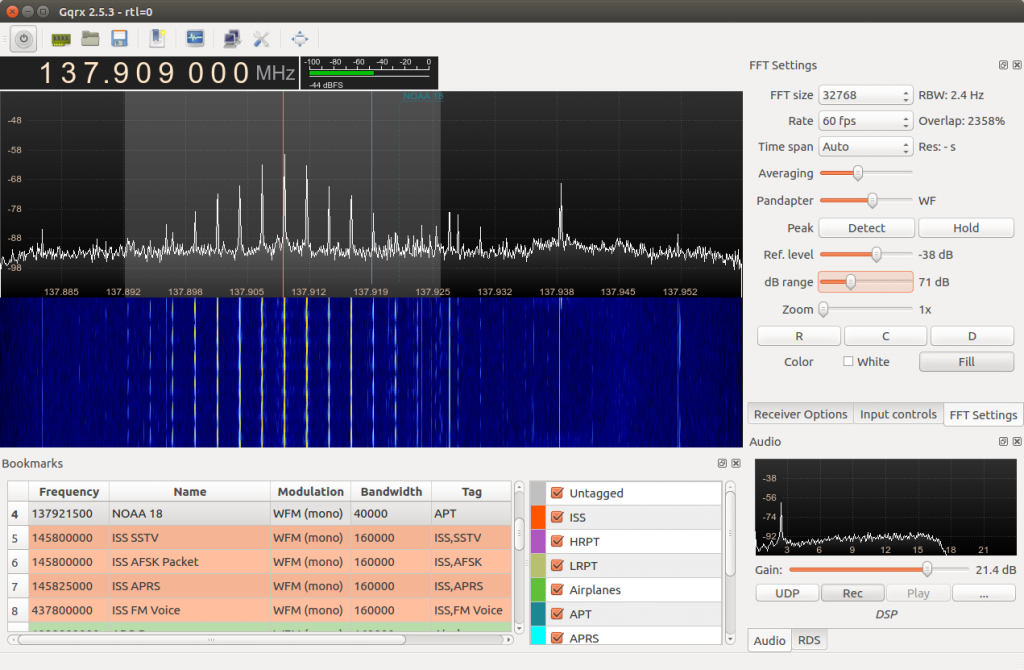 Gqrx 2.5.3 - rtl=0
137.909 000 MHz
-100 -80 -60 -40 -20 0
-44 dBFS
NOAA 18
-48
-58
-68
-78
-88
-98
137.885 137.892 137.898 137.905 137.912 137.919 137.925 137.932 137.938 137.945 137.952
FFT Settings
FFT size 32768 RBW: 2.4 Hz
Rate 60 fps Overlap: 2358%
Time span Auto Res: - s
Averaging
Pandapter WF
Peak Detect Hold
Ref. level -38 dB
dB range 71 dB
Zoom 1x
R C D
Color White Fill
Receiver Options Input controls FFT Settings
Bookmarks
Frequency Name Modulation Bandwidth Tag
4 137921500 NOAA 18 WFM (mono) 40000 APT
5 145800000 ISS SSTV WFM (mono) 160000 ISS,SSTV
6 145800000 ISS AFSK Packet WFM (mono) 160000 ISS,AFSK
7 145825000 ISS APRS WFM (mono) 160000 ISS,APRS
8 437800000 ISS FM Voice WFM (mono) 160000 ISS,FM Voice
Untagged
ISS
HRPT
LRPT
Airplanes
APT
APRS
Audio
-38
-56
-74
-92
3 6 9 12 15 18 21
Gain: 21.4 dB
UDP Rec Play ...
DSP
Audio RDS